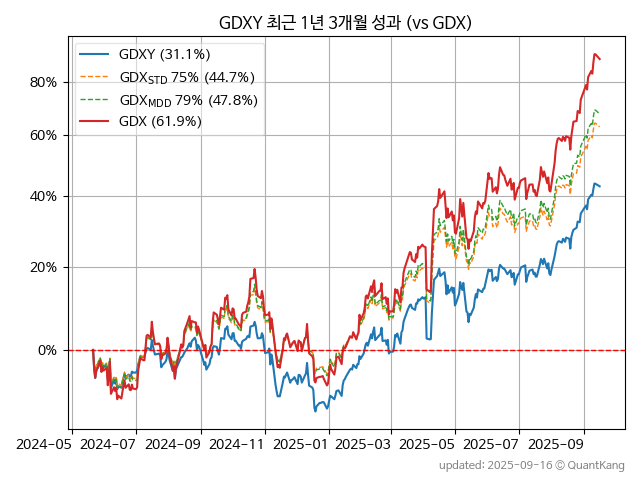 GDXY 최근 1년 3개월 성과 (vs GDX)
GDXY (31.1%)
GDX_STD 75% (44.7%)
GDX_MDD 79% (47.8%)
GDX (61.9%)
80%
60%
40%
20%
0%
2024-05 2024-07 2024-09 2024-11 2025-01 2025-03 2025-05 2025-07 2025-09
updated: 2025-09-16 © QuantKang